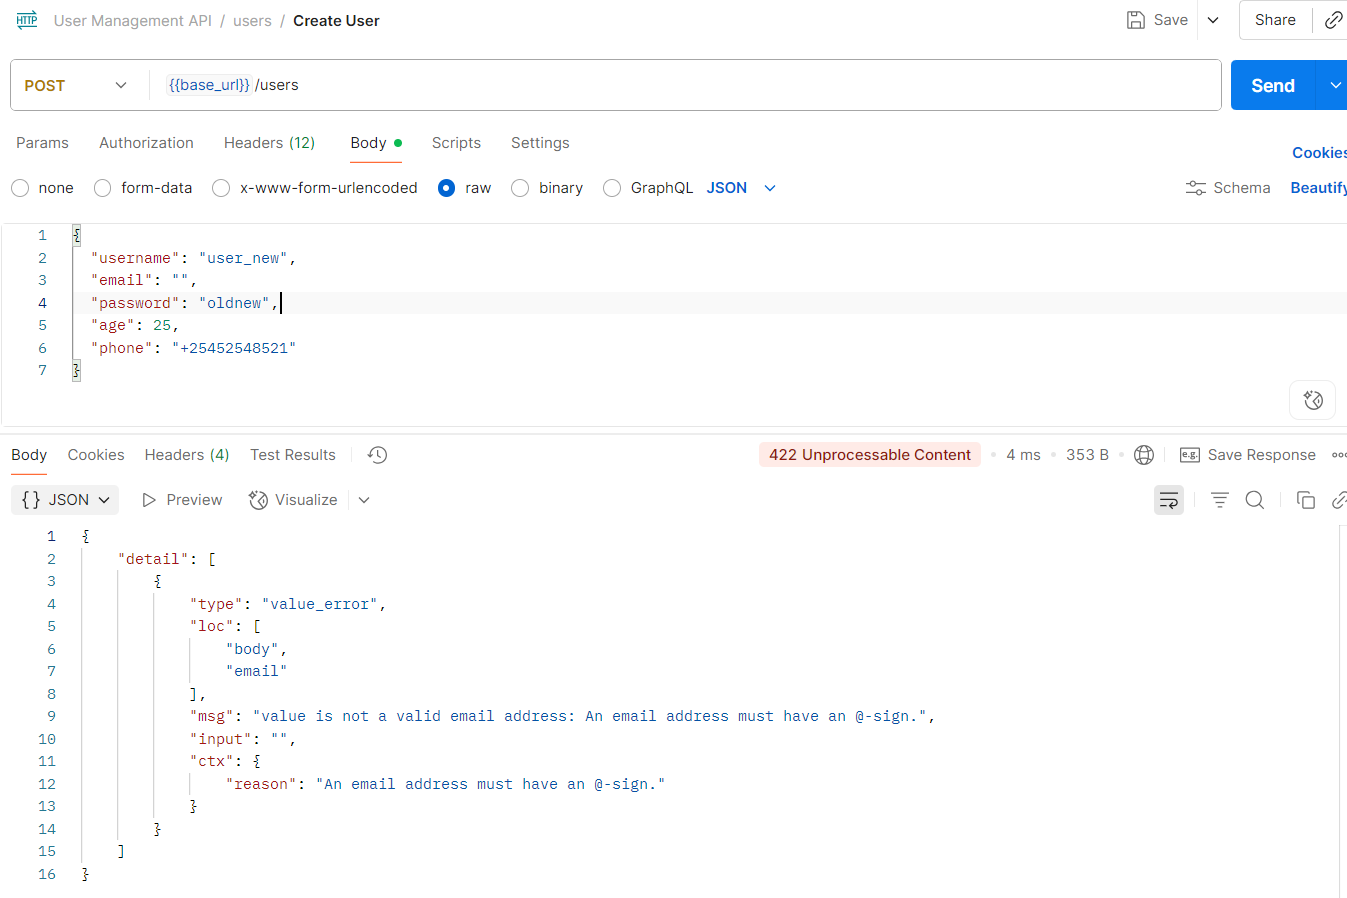 HTTP User Management API / users / Create User Save Share
POST {{base_url}} /users Send
Params Authorization Headers (12) Body Scripts Settings
Cookies
none form-data x-www-form-urlencoded raw binary GraphQL JSON Schema Beautify
1 {
2 "username": "user_new",
3 "email": "",
4 "password": "oldnew",
5 "age": 25,
6 "phone": "+25452548521"
7 }
Body Cookies Headers (4) Test Results 422 Unprocessable Content • 4 ms • 353 B • e.g. Save Response
{} JSON Preview Visualize
1 {
2 "detail": [
3 {
4 "type": "value_error",
5 "loc": [
6 "body",
7 "email"
8 ],
9 "msg": "value is not a valid email address: An email address must have an @-sign.",
10 "input": "",
11 "ctx": {
12 "reason": "An email address must have an @-sign."
13 }
14 }
15 ]
16 }